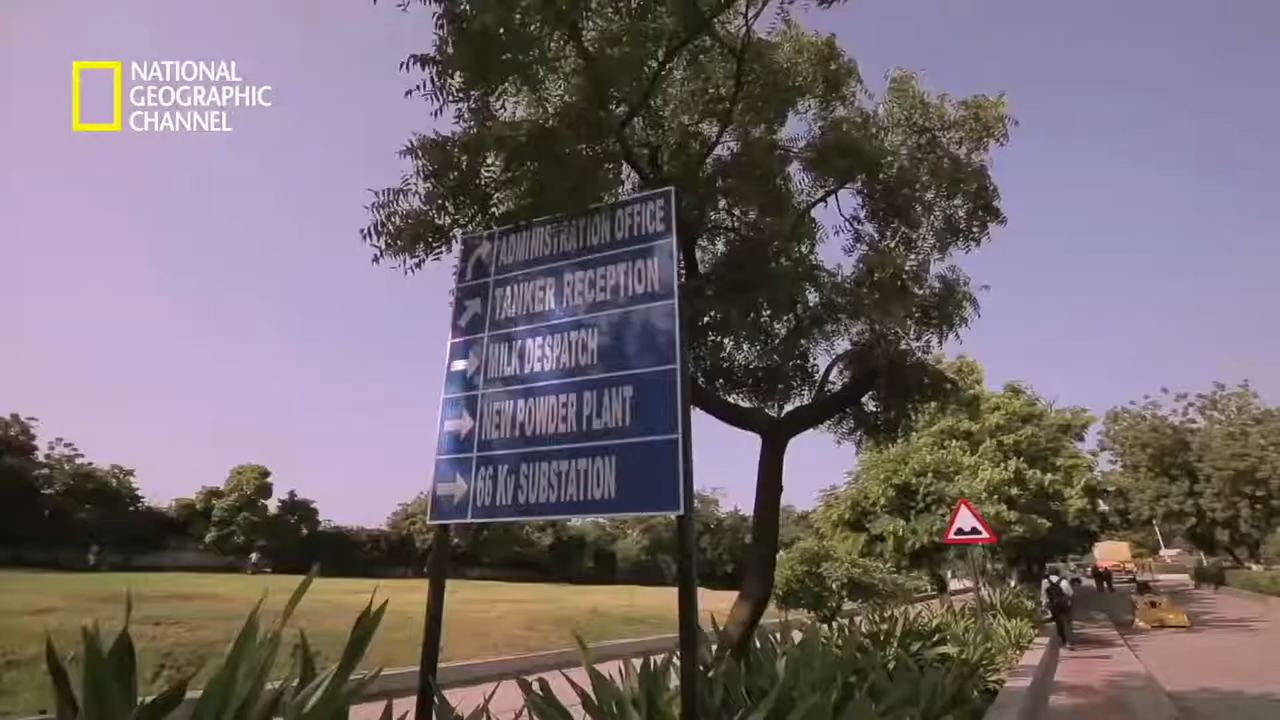 NATIONAL
GEOGRAPHIC
CHANNEL
ADMINISTRATION OFFICE
TANKER RECEPTION
MILK DESPATCH
NEW POWDER PLANT
66 Kv SUBSTATION